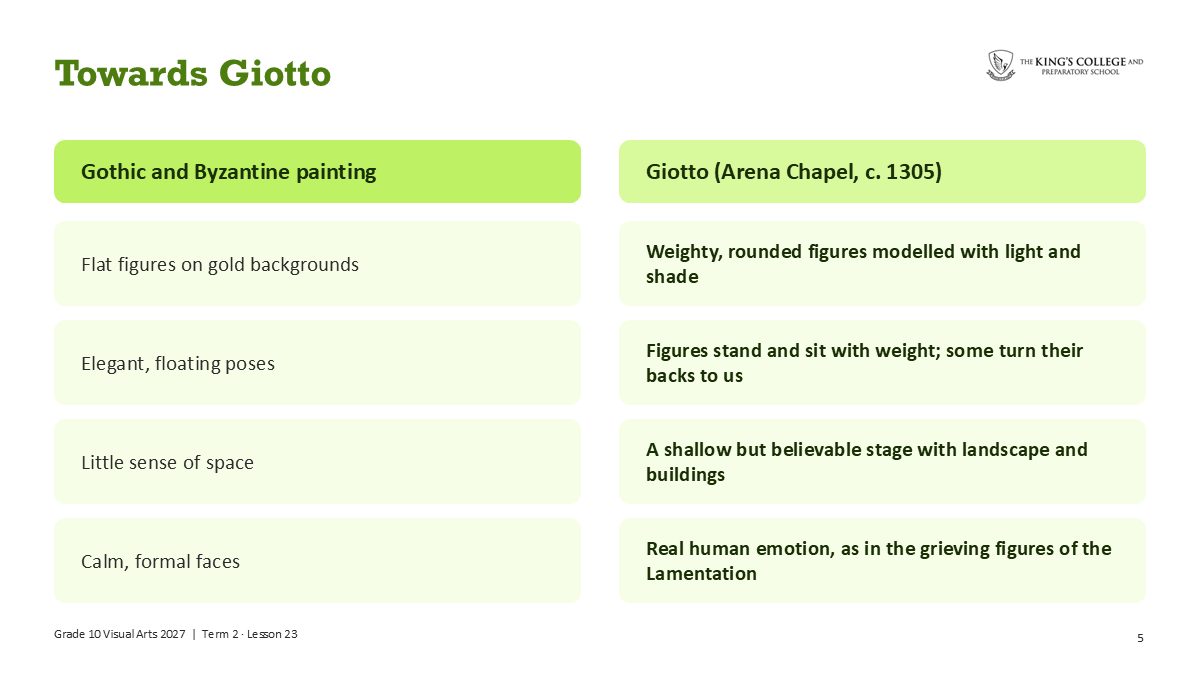 Towards Giotto
THE KING'S COLLEGE AND
PREPARATORY SCHOOL
Gothic and Byzantine painting
Giotto (Arena Chapel, c. 1305)
Flat figures on gold backgrounds
Weighty, rounded figures modelled with light and
shade
Elegant, floating poses
Figures stand and sit with weight; some turn their
backs to us
Little sense of space
A shallow but believable stage with landscape and
buildings
Calm, formal faces
Real human emotion, as in the grieving figures of the
Lamentation
Grade 10 Visual Arts 2027 | Term 2 · Lesson 23
5